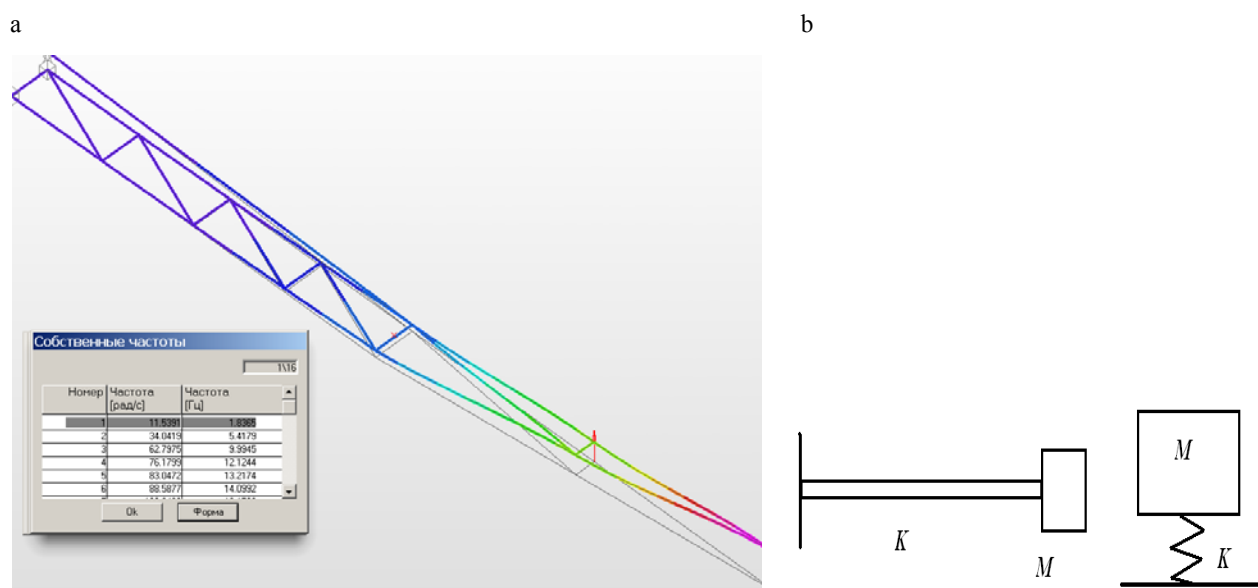 a
b
Собственные частоты
1\16
Номер Частота [рад/с] Частота [Гц]
1 11.5391 1.8365
2 34.0419 5.4179
3 62.7975 9.9945
4 76.1799 12.1244
5 83.0472 13.2174
6 88.5877 14.0992
Ok Форма
M
K
M
K